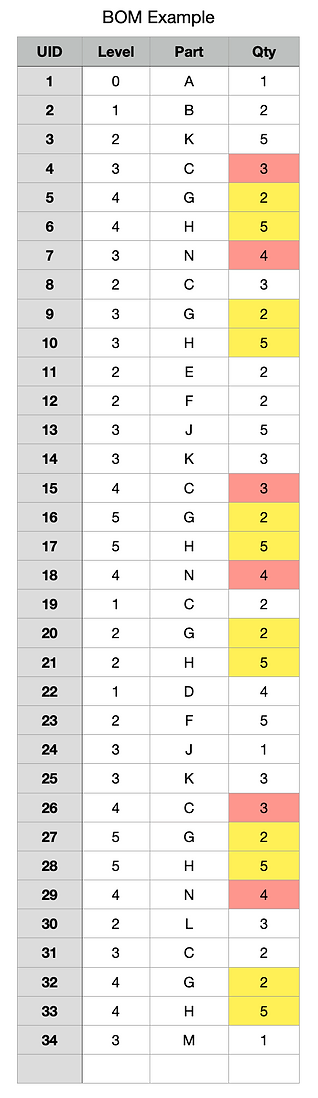 BOM Example
UID Level Part Qty
1 0 A 1
2 1 B 2
3 2 K 5
4 3 C 3
5 4 G 2
6 4 H 5
7 3 N 4
8 2 C 3
9 3 G 2
10 3 H 5
11 2 E 2
12 2 F 2
13 3 J 5
14 3 K 3
15 4 C 3
16 5 G 2
17 5 H 5
18 4 N 4
19 1 C 2
20 2 G 2
21 2 H 5
22 1 D 4
23 2 F 5
24 3 J 1
25 3 K 3
26 4 C 3
27 5 G 2
28 5 H 5
29 4 N 4
30 2 L 3
31 3 C 2
32 4 G 2
33 4 H 5
34 3 M 1